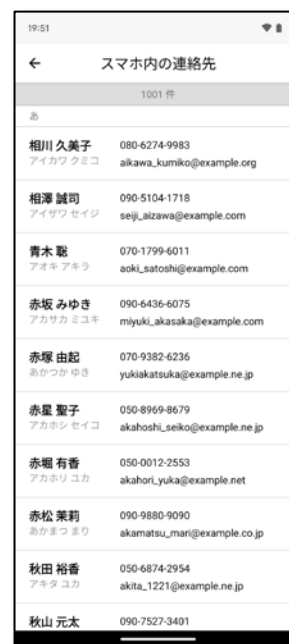 19:51
← スマホ内の連絡先
1001 件
あ
相川 久美子 080-6274-9983
アイカワ クミコ aikawa_kumiko@example.org
相澤 誠司 090-5104-1718
アイザワ セイジ seiji_aizawa@example.com
青木 聡 070-1799-6011
アオキ アキラ aoki_satoshi@example.com
赤坂 みゆき 090-6436-6075
アカサカ ミユキ miyuki_akasaka@example.com
赤塚 由起 070-9382-6236
あかつか ゆき yukiakatsuka@example.ne.jp
赤星 聖子 050-8969-8679
アカホシ セイコ akahoshi_seiko@example.ne.jp
赤堀 有香 050-0012-2553
アカホリ ユカ akahori_yuka@example.net
赤松 茉莉 090-9880-9090
あかまつ まり akamatsu_mari@example.co.jp
秋田 裕香 050-6874-2954
アキタ ユカ akita_1221@example.ne.jp
秋山 元太 090-7527-3401